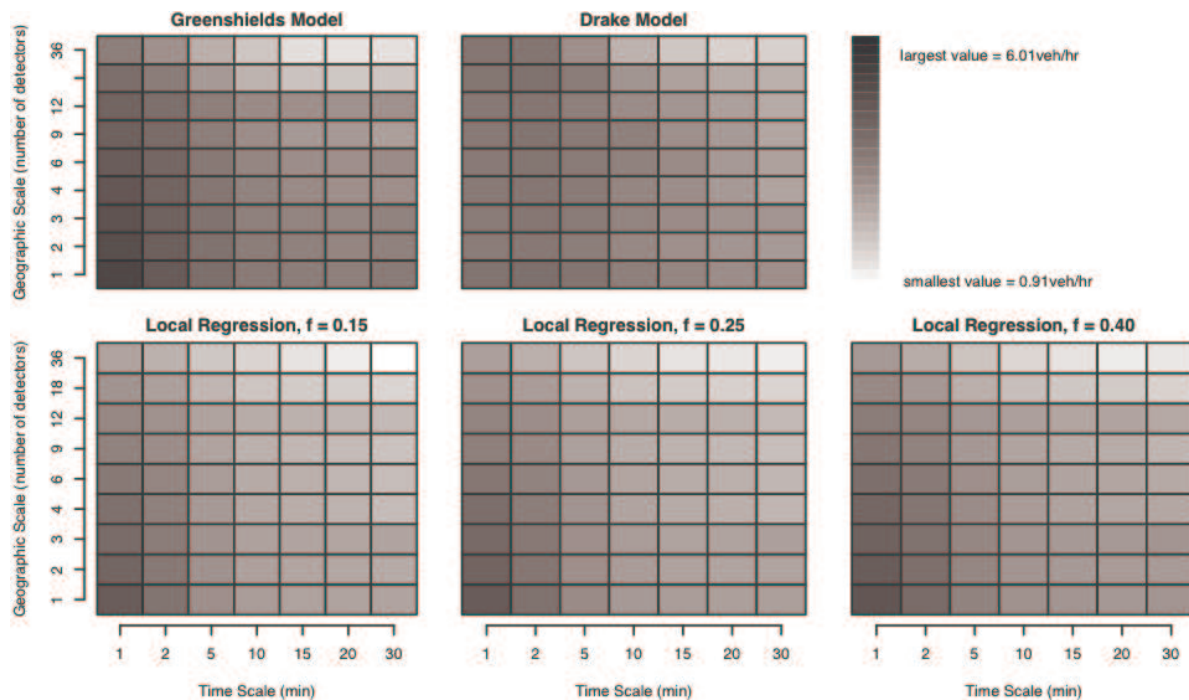 Greenshields Model
Drake Model
Geographic Scale (number of detectors)
36
12
9
6
4
3
2
1
largest value = 6.01veh/hr
smallest value = 0.91veh/hr
Local Regression, f = 0.15
Local Regression, f = 0.25
Local Regression, f = 0.40
Geographic Scale (number of detectors)
36
18
12
9
6
4
3
2
1
1 2 5 10 15 20 30
1 2 5 10 15 20 30
1 2 5 10 15 20 30
Time Scale (min)
Time Scale (min)
Time Scale (min)